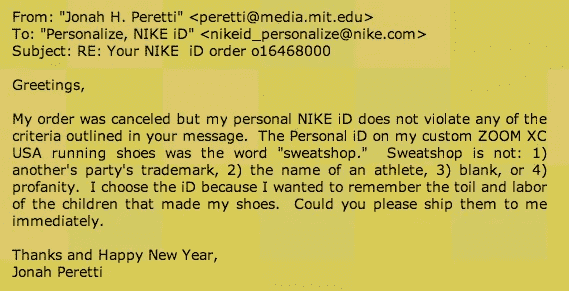 From: "Jonah H. Peretti" <peretti@media.mit.edu>
To: "Personalize, NIKE iD" <nikeid_personalize@nike.com>
Subject: RE: Your NIKE iD order o16468000
Greetings,
My order was canceled but my personal NIKE iD does not violate any of the
criteria outlined in your message. The Personal iD on my custom ZOOM XC
USA running shoes was the word "sweatshop." Sweatshop is not: 1)
another's party's trademark, 2) the name of an athlete, 3) blank, or 4)
profanity. I choose the iD because I wanted to remember the toil and labor
of the children that made my shoes. Could you please ship them to me
immediately.
Thanks and Happy New Year,
Jonah Peretti